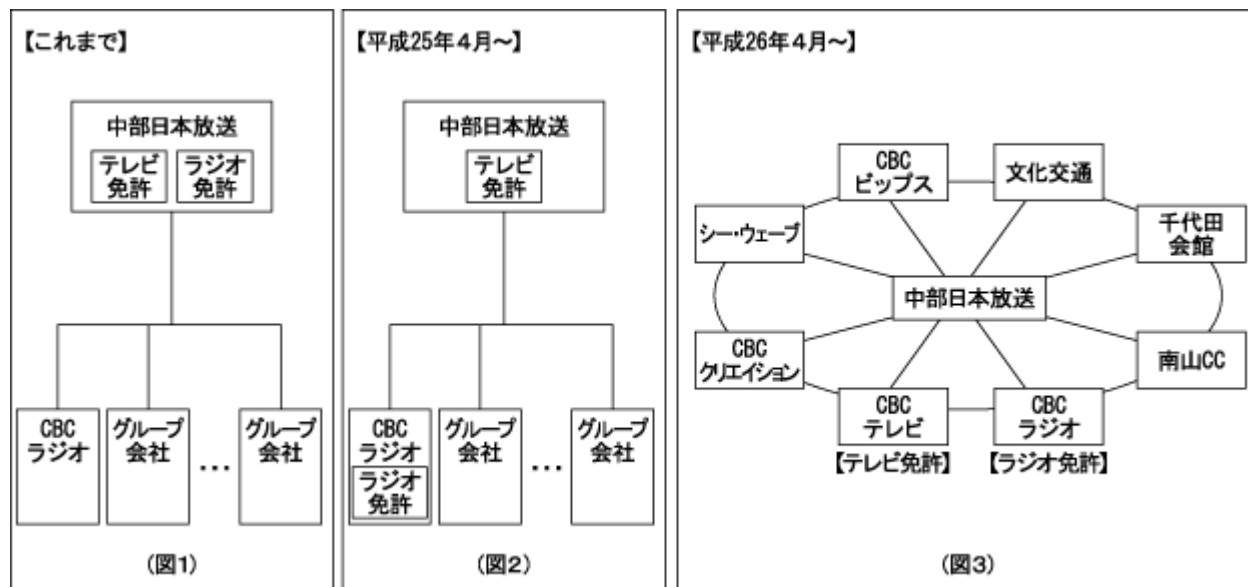 【これまで】
中部日本放送
テレビ
免許
ラジオ
免許
CBC
ラジオ
グループ
会社
…
グループ
会社
(図1)
【平成25年4月～】
中部日本放送
テレビ
免許
CBC
ラジオ
ラジオ
免許
グループ
会社
…
グループ
会社
(図2)
【平成26年4月～】
CBC
ビップス
文化交通
シー・ウェーブ
千代田
会館
中部日本放送
CBC
クリエイション
南山CC
CBC
テレビ
【テレビ免許】
CBC
ラジオ
【ラジオ免許】
(図3)